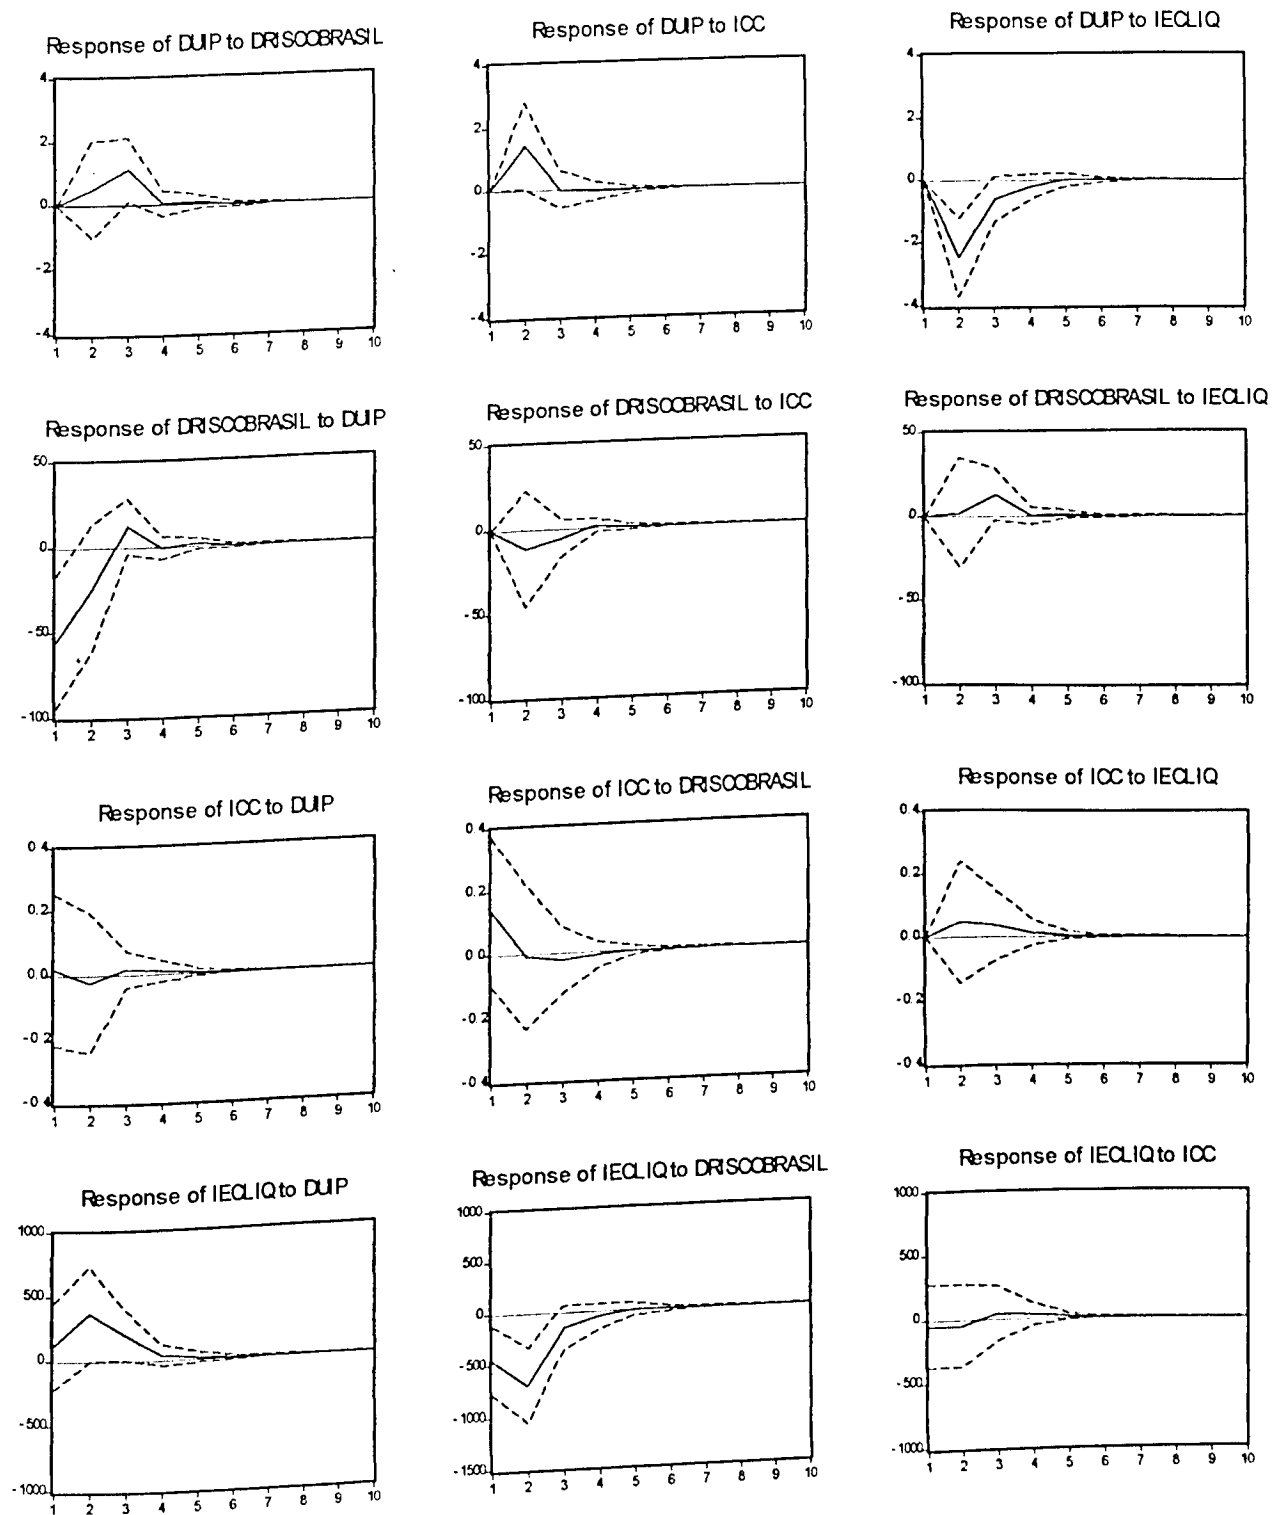 Response of DUIP to DRISCOBRASIL
4
2
0
-2
-4
1 2 3 4 5 6 7 8 9 10
Response of DUIP to ICC
4
2
0
-2
-4
1 2 3 4 5 6 7 8 9 10
Response of DUIP to IECLIQ
4
2
0
-2
-4
1 2 3 4 5 6 7 8 9 10
Response of DRISCOBRASIL to DUIP
50
0
-50
-100
1 2 3 4 5 6 7 8 9 10
Response of DRISCOBRASIL to ICC
50
0
-50
-100
1 2 3 4 5 6 7 8 9 10
Response of DRISCOBRASIL to IECLIQ
50
0
-50
-100
1 2 3 4 5 6 7 8 9 10
Response of ICC to DUIP
0.4
0.2
0.0
-0.2
-0.4
1 2 3 4 5 6 7 8 9 10
Response of ICC to DRISCOBRASIL
0.4
0.2
0.0
-0.2
-0.4
1 2 3 4 5 6 7 8 9 10
Response of ICC to IECLIQ
0.4
0.2
0.0
-0.2
-0.4
1 2 3 4 5 6 7 8 9 10
Response of IECLIQ to DUIP
1000
500
0
-500
-1000
1 2 3 4 5 6 7 8 9 10
Response of IECLIQ to DRISCOBRASIL
1000
500
0
-500
-1000
-1500
1 2 3 4 5 6 7 8 9 10
Response of IECLIQ to ICC
1000
500
0
-500
-1000
1 2 3 4 5 6 7 8 9 10